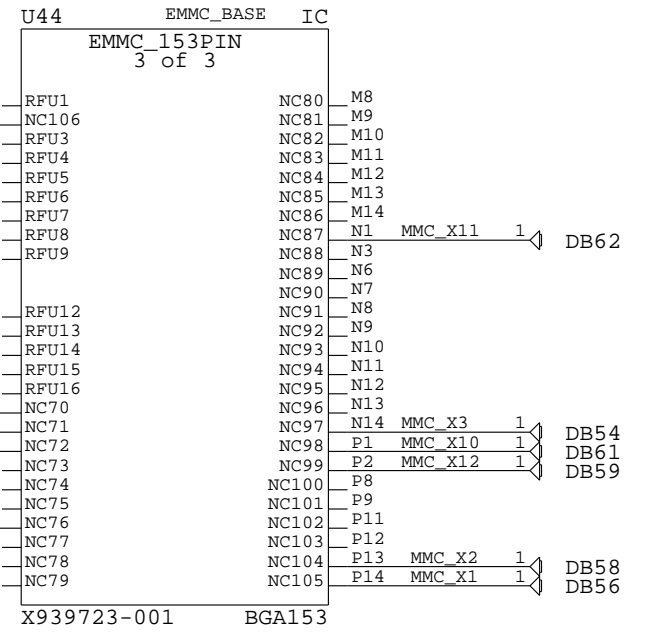 U44 EMMC_BASE IC
EMMC_153PIN
3 of 3
RFU1 NC80 M8
NC106 NC81 M9
RFU3 NC82 M10
RFU4 NC83 M11
RFU5 NC84 M12
RFU6 NC85 M13
RFU7 NC86 M14
RFU8 NC87 N1 MMC_X11 1 DB62
RFU9 NC88 N3
NC89 N6
NC90 N7
RFU12 NC91 N8
RFU13 NC92 N9
RFU14 NC93 N10
RFU15 NC94 N11
RFU16 NC95 N12
NC70 NC96 N13
NC71 NC97 N14 MMC_X3 1 DB54
NC72 NC98 P1 MMC_X10 1 DB61
NC73 NC99 P2 MMC_X12 1 DB59
NC74 NC100 P8
NC75 NC101 P9
NC76 NC102 P11
NC77 NC103 P12
NC78 NC104 P13 MMC_X2 1 DB58
NC79 NC105 P14 MMC_X1 1 DB56
X939723-001 BGA153